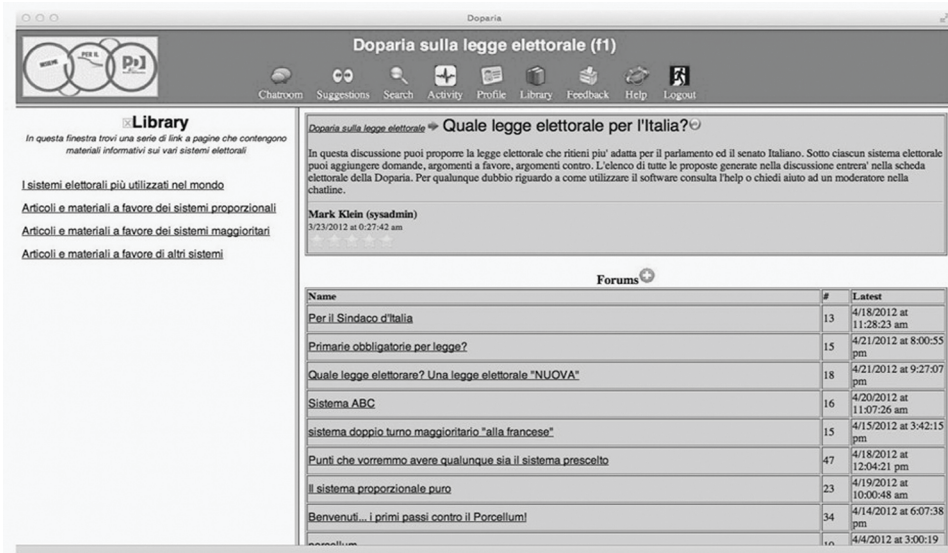 Doparia
INSIEME PER IL PD
Doparia sulla legge elettorale (f1)
Chatroom Suggestions Search Activity Profile Library Feedback Help Logout
Library
In questa finestra trovi una serie di link a pagine che contengono
materiali informativi sui vari sistemi elettorali
I sistemi elettorali più utilizzati nel mondo
Articoli e materiali a favore dei sistemi proporzionali
Articoli e materiali a favore dei sistemi maggioritari
Articoli e materiali a favore di altri sistemi
Doparia sulla legge elettorale Quale legge elettorale per l'Italia?
In questa discussione puoi proporre la legge elettorale che ritieni piu' adatta per il parlamento ed il senato Italiano. Sotto ciascun sistema elettorale
puoi aggiungere domande, argomenti a favore, argomenti contro. L'elenco di tutte le proposte generate nella discussione entrera' nella scheda
elettorale della Doparia. Per qualunque dubbio riguardo a come utilizzare il software consulta l'help o chiedi aiuto ad un moderatore nella
chatline.
Mark Klein (sysadmin)
3/23/2012 at 0:27:42 am
Forums
Name # Latest
Per il Sindaco d'Italia 13 4/18/2012 at
11:28:23 am
Primarie obbligatorie per legge? 15 4/21/2012 at 8:00:55
pm
Quale legge elettorare? Una legge elettorale "NUOVA" 18 4/21/2012 at 9:27:07
pm
Sistema ABC 16 4/20/2012 at
11:07:26 am
sistema doppio turno maggioritario "alla francese" 15 4/15/2012 at 3:42:15
pm
Punti che vorremmo avere qualunque sia il sistema prescelto 47 4/18/2012 at
12:04:21 pm
Il sistema proporzionale puro 23 4/19/2012 at
10:00:48 am
Benvenuti... i primi passi contro il Porcellum! 34 4/14/2012 at 6:07:38
pm
porcellum 4/4/2012 at 3:00:19